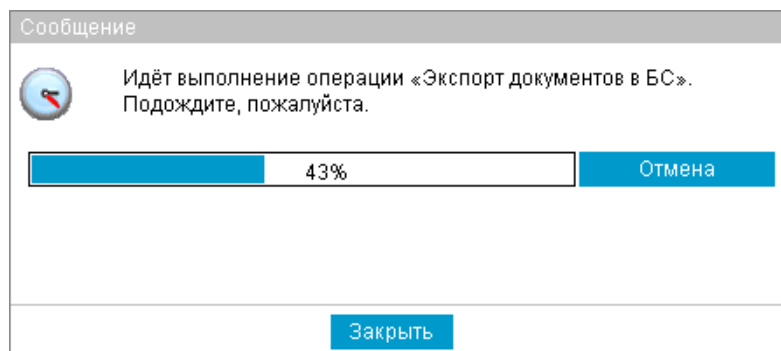 Сообщение
Идёт выполнение операции «Экспорт документов в БС».
Подождите, пожалуйста.
43%
Отмена
Закрыть